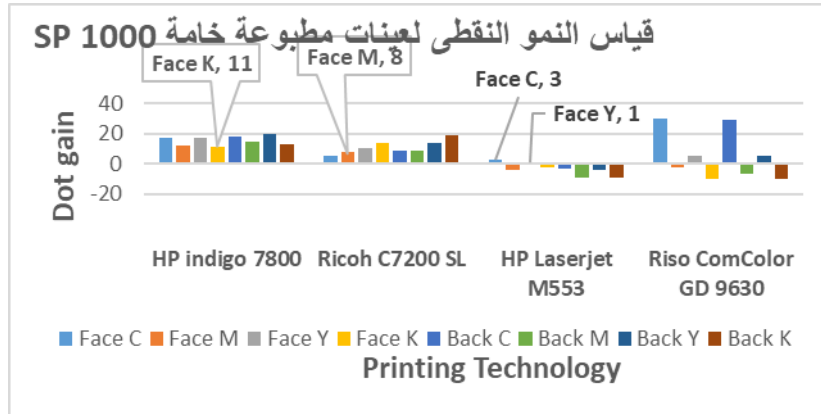 قياس النمو النقطى لعينات مطبوعة خامة SP 1000
Face K, 11
Face M, 8
Face C, 3
Face Y, 1
40
20
0
-20
Dot gain
HP indigo 7800
Ricoh C7200 SL
HP Laserjet
M553
Riso ComColor
GD 9630
Face C
Face M
Face Y
Face K
Back C
Back M
Back Y
Back K
Printing Technology